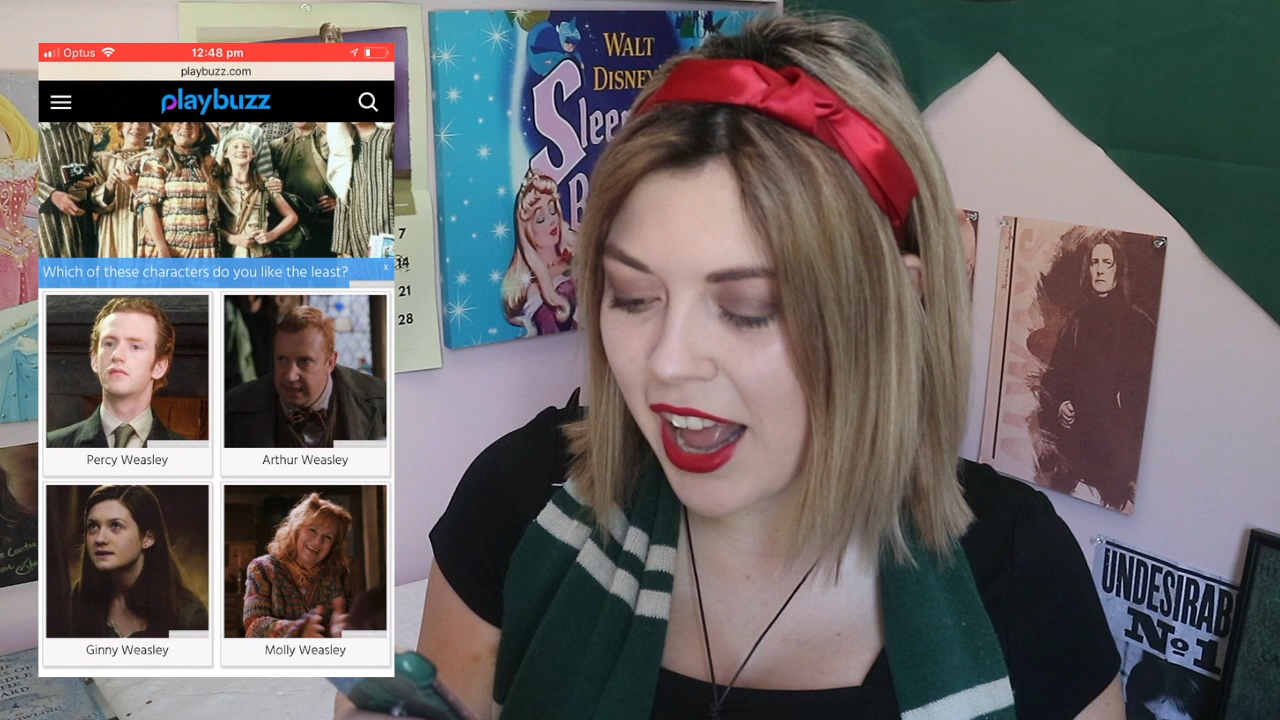 Optus
12:48 pm
playbuzz.com
playbuzz
Which of these characters do you like the least?
x
Percy Weasley
Arthur Weasley
Ginny Weasley
Molly Weasley
7
14
21
28
WALT
DISNEY
UNDESIRAB
Nº1